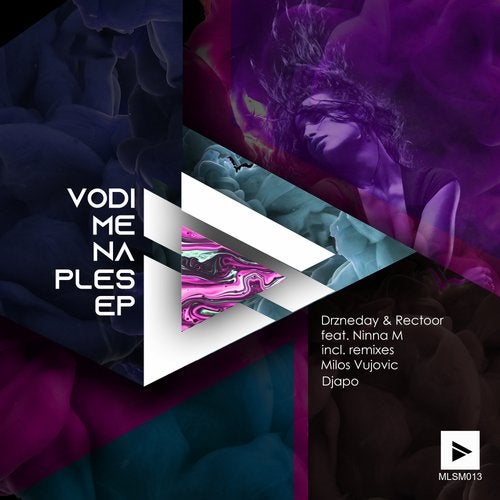 VODI
ME
NA
PLES
EP
Drzneday & Rectoor
feat. Ninna M
incl. remixes
Milos Vujovic
Djapo
MLSM013